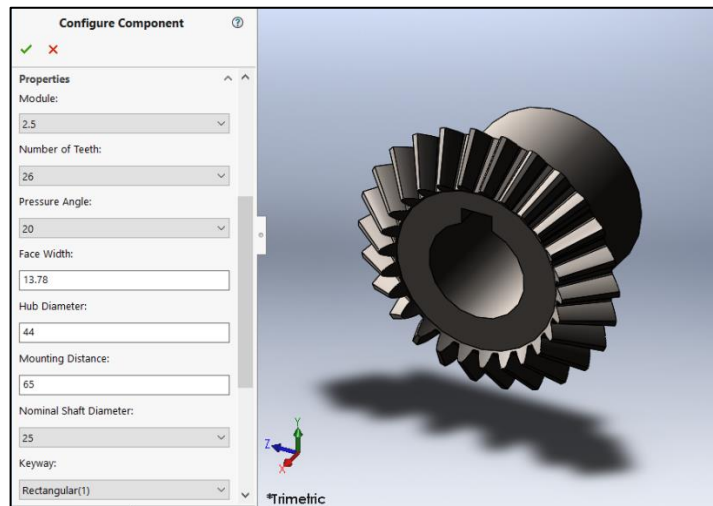 Configure Component
Properties
Module:
2.5
Number of Teeth:
26
Pressure Angle:
20
Face Width:
13.78
Hub Diameter:
44
Mounting Distance:
65
Nominal Shaft Diameter:
25
Keyway:
Rectangular(1)
Y
Z
X
*Trimetric